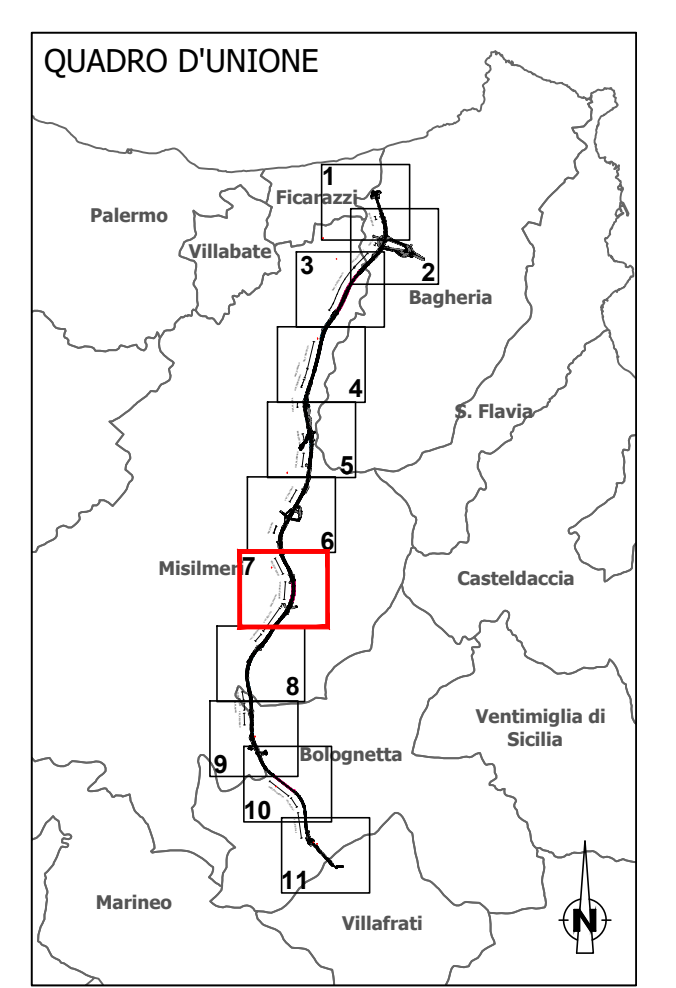 QUADRO D'UNIONE
1
Ficarazzi
Palermo
Villabate
3
2
Bagheria
4
S. Flavia
5
6
Misilmeri
7
Casteldaccia
8
Ventimiglia di
Sicilia
Bolognetta
9
10
11
Marineo
Villafrati
N